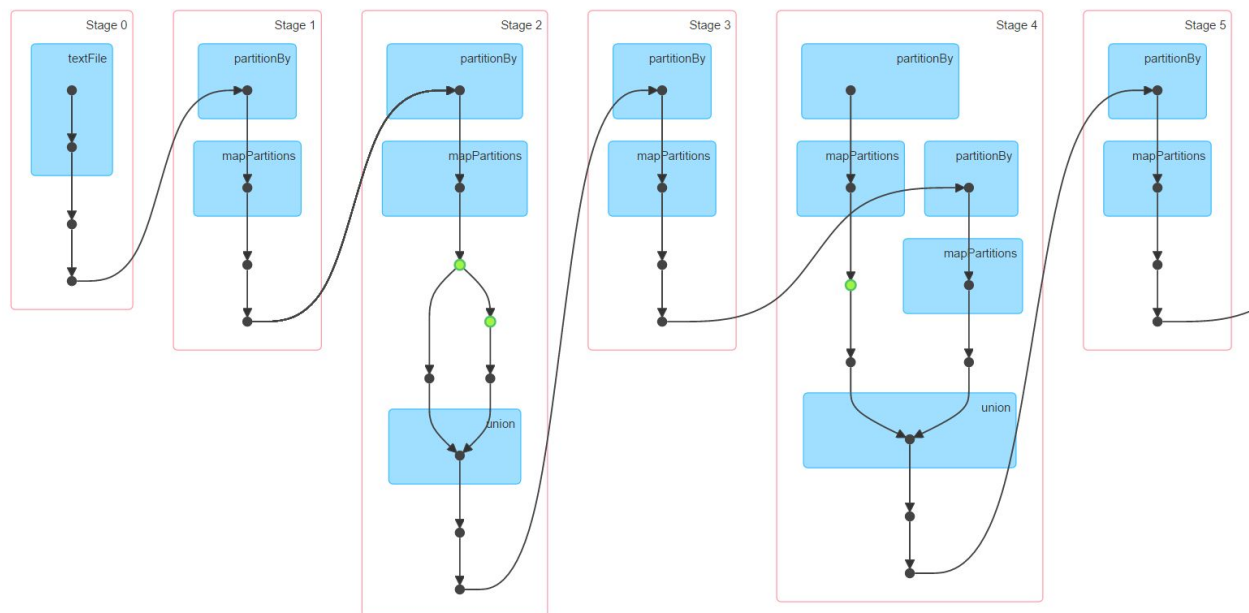 Stage 0
textFile
Stage 1
partitionBy
mapPartitions
Stage 2
partitionBy
mapPartitions
union
Stage 3
partitionBy
mapPartitions
Stage 4
partitionBy
mapPartitions
partitionBy
mapPartitions
union
Stage 5
partitionBy
mapPartitions